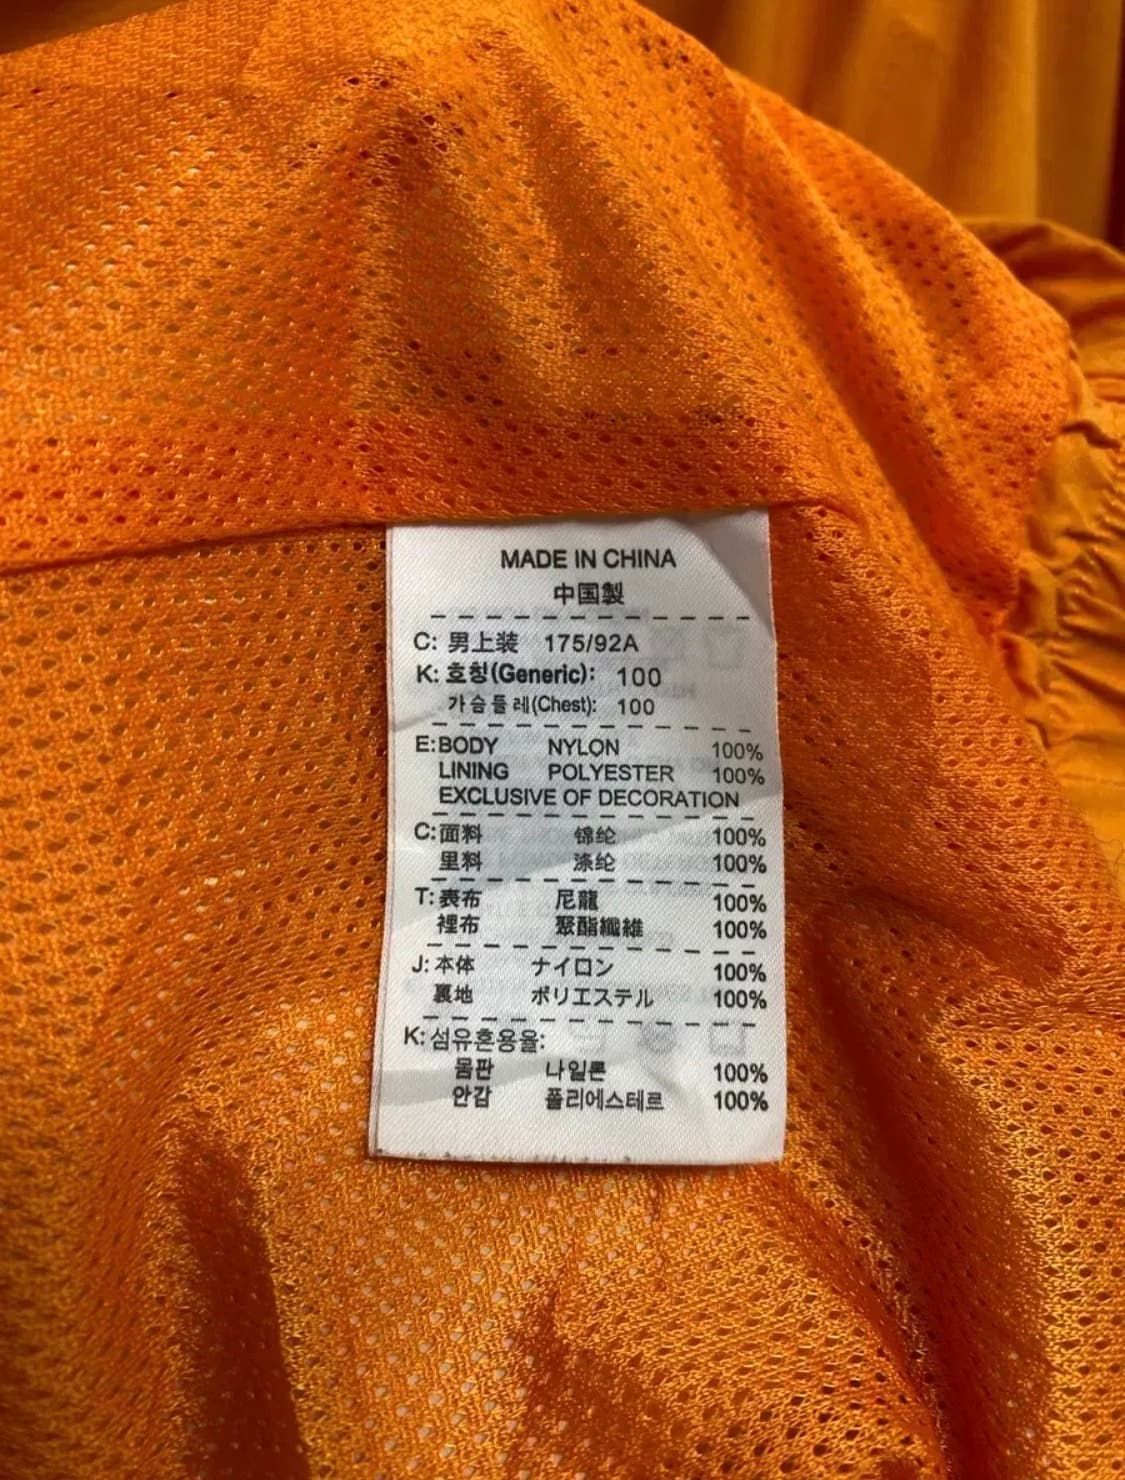 MADE IN CHINA
中国製
C: 男上装 175/92A
K: 호칭(Generic): 100
가슴둘레(Chest): 100
E: BODY NYLON 100%
LINING POLYESTER 100%
EXCLUSIVE OF DECORATION
C: 面料 锦纶 100%
里料 涤纶 100%
T: 表布 尼龍 100%
裡布 聚酯纖維 100%
J: 本体 ナイロン 100%
裏地 ポリエステル 100%
K: 섬유혼용율:
몸판 나일론 100%
안감 폴리에스테르 100%